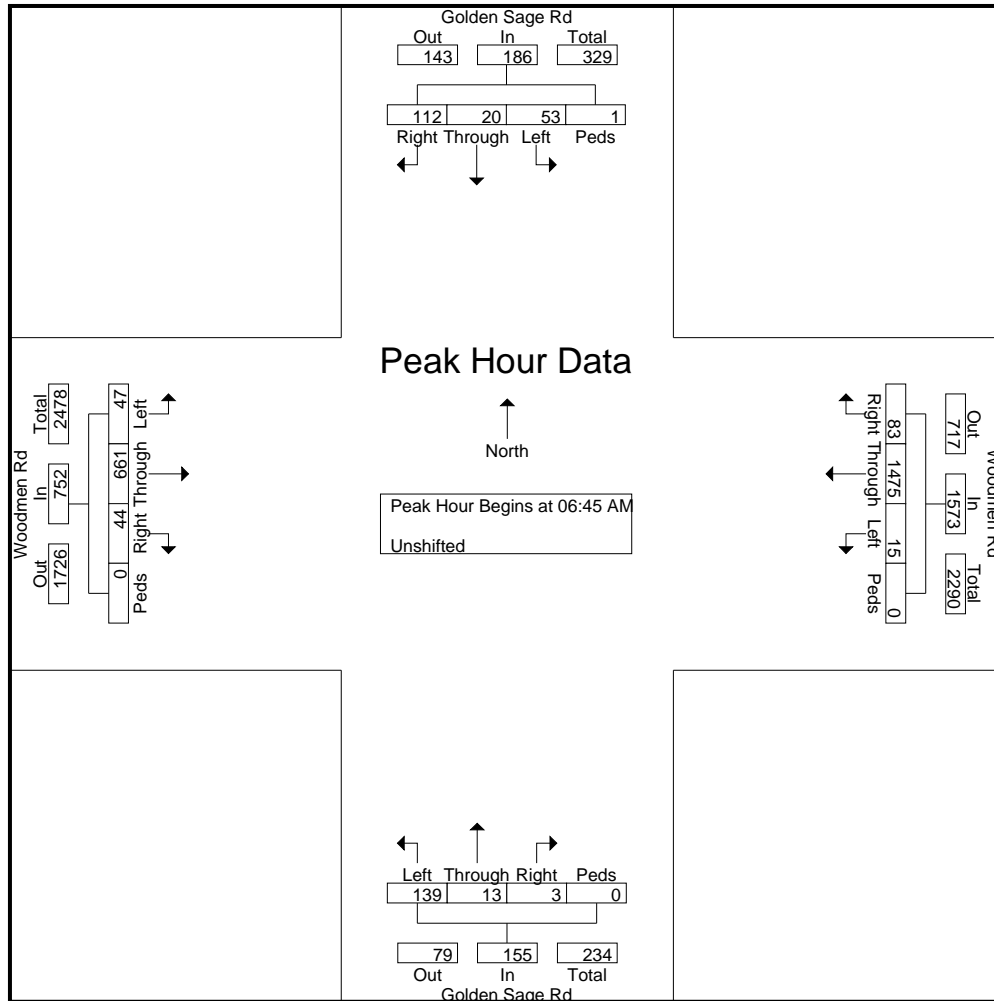 Golden Sage Rd
Out In Total
143 186 329
112 20 53 1
Right Through Left Peds
Peak Hour Data
North
Peak Hour Begins at 06:45 AM
Unshifted
Woodmen Rd
Out In Total
1726 752 2478
47 661 44 0
Left Through Right Peds
Woodmen Rd
Out In Total
717 1573 2290
83 1475 15 0
Right Through Left Peds
Left Through Right Peds
139 13 3 0
79 155 234
Out In Total
Golden Sage Rd